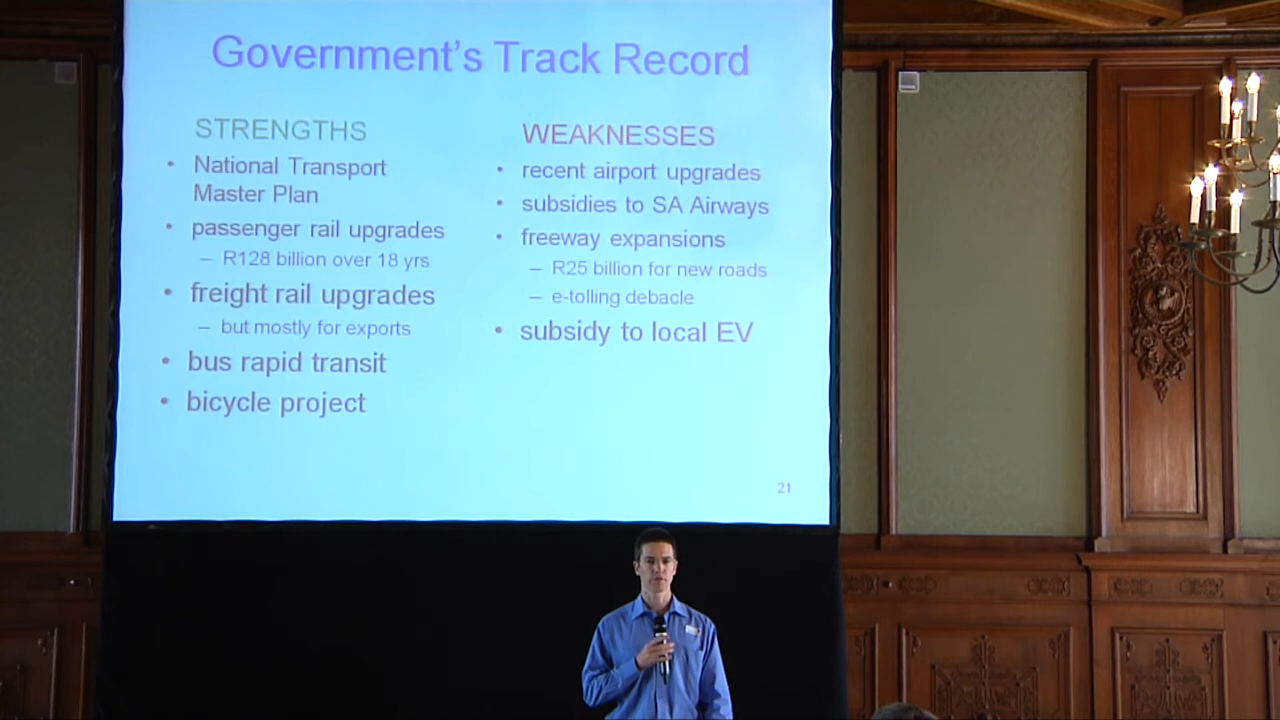 Government's Track Record
STRENGTHS
• National Transport
Master Plan
• passenger rail upgrades
– R128 billion over 18 yrs
• freight rail upgrades
– but mostly for exports
• bus rapid transit
• bicycle project
WEAKNESSES
• recent airport upgrades
• subsidies to SA Airways
• freeway expansions
– R25 billion for new roads
– e-tolling debacle
• subsidy to local EV
21